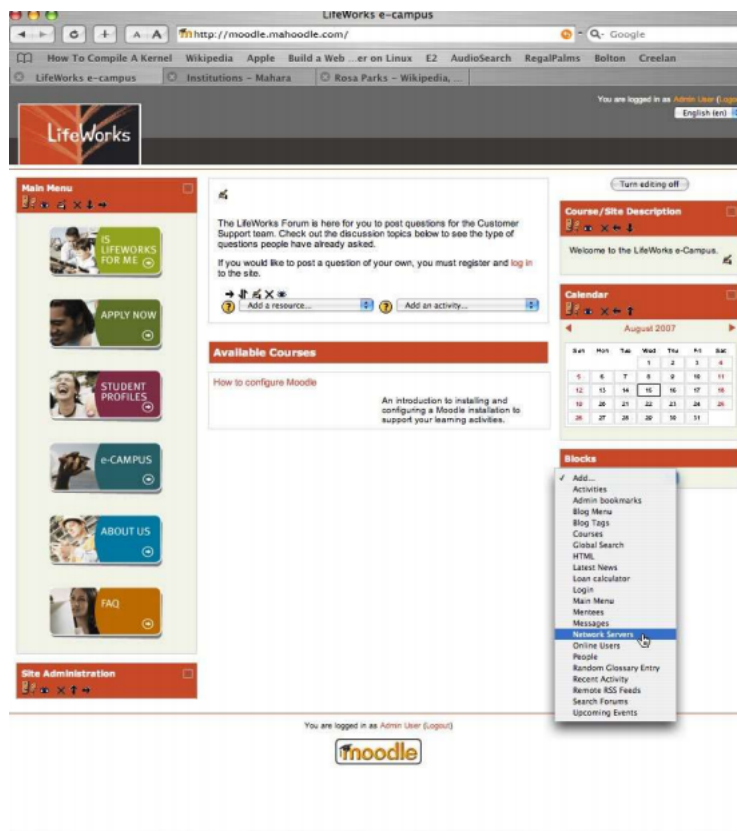 LifeWorks e-campus
A A
http://moodle.mahoodle.com/
Google
How To Compile A Kernel Wikipedia Apple Build a Web ...er on Linux E2 AudioSearch RegalPalms Bolton Creelan
LifeWorks e-campus Institutions – Mahara Rosa Parks – Wikipedia, ...
You are logged in as Admin User
English (en)
LifeWorks
Main Menu
IS
LIFEWORKS
FOR ME
APPLY NOW
STUDENT
PROFILES
e-CAMPUS
ABOUT US
FAQ
Site Administration
The LifeWorks Forum is here for you to post questions for the Customer
Support team. Check out the discussion topics below to see the type of
questions people have already asked.
If you would like to post a question of your own, you must register and log in
to the site.
Add a resource... Add an activity...
Available Courses
How to configure Moodle
An introduction to installing and
configuring a Moodle installation to
support your learning activities.
Turn editing off
Course/Site Description
Welcome to the LifeWorks e-Campus.
Calendar
August 2007
Sun Mon Tue Wed Thu Fri Sat
1 2 3 4
5 6 7 8 9 10 11
12 13 14 15 16 17 18
19 20 21 22 23 24 25
26 27 28 29 30 31
Blocks
✓ Add...
Activities
Admin bookmarks
Blog Menu
Blog Tags
Courses
Global Search
HTML
Latest News
Loan calculator
Login
Main Menu
Mentees
Messages
Network Servers
Online Users
People
Random Glossary Entry
Recent Activity
Remote RSS Feeds
Search Forums
Upcoming Events
You are logged in as Admin User (Logout)
moodle